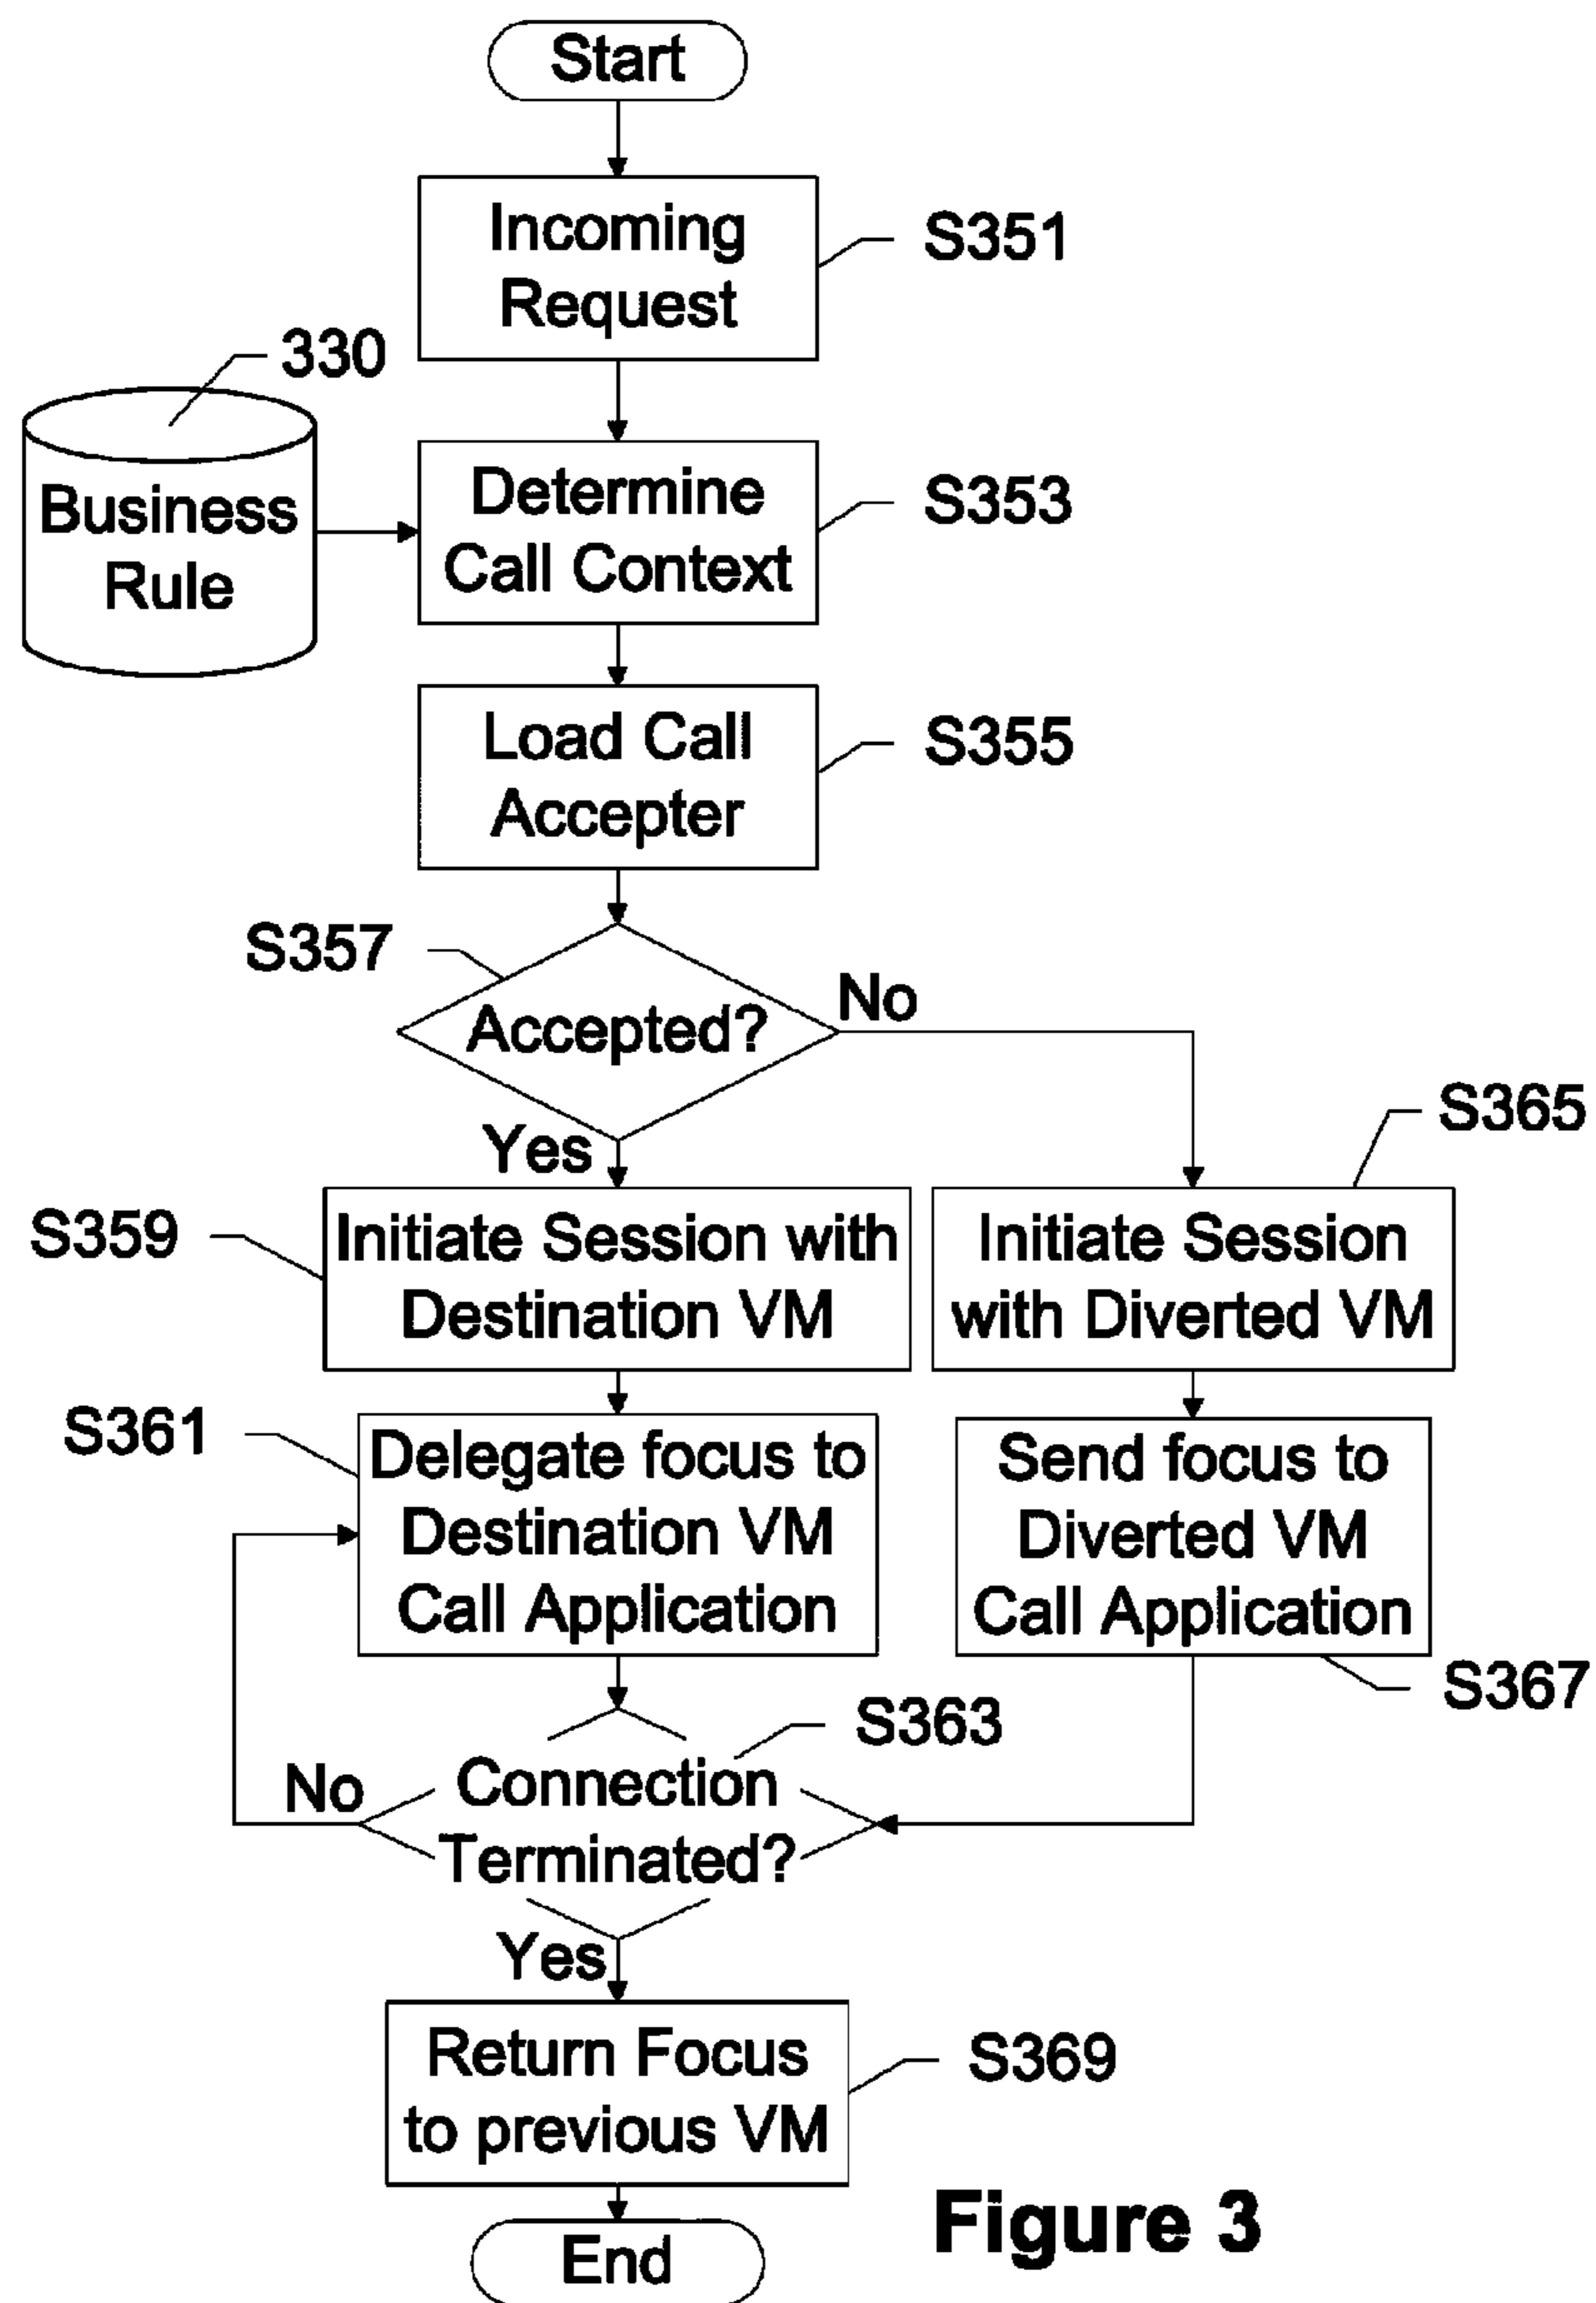 Start
Incoming
Request
S351
330
Business
Rule
Determine
Call Context
S353
Load Call
Accepter
S355
S357
Accepted?
No
Yes
S365
S359
Initiate Session with
Destination VM
Initiate Session
with Diverted VM
S361
Delegate focus to
Destination VM
Call Application
Send focus to
Diverted VM
Call Application
S367
S363
No
Connection
Terminated?
Yes
Return Focus
to previous VM
S369
Figure 3
End